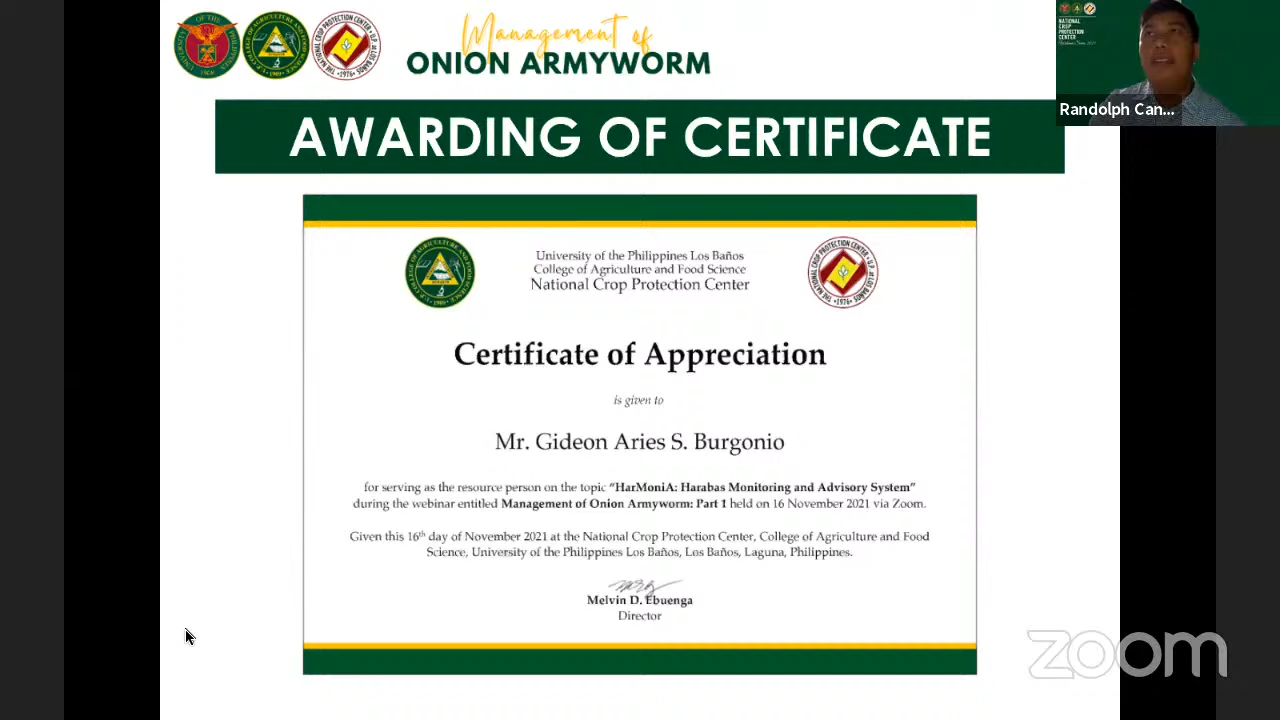 Management of
ONION ARMYWORM
AWARDING OF CERTIFICATE
NATIONAL
CROP
PROTECTION
CENTER
Randolph Can...
University of the Philippines Los Baños
College of Agriculture and Food Science
National Crop Protection Center
Certificate of Appreciation
is given to
Mr. Gideon Aries S. Burgonio
for serving as the resource person on the topic “HarMoniA: Harabas Monitoring and Advisory System”
during the webinar entitled Management of Onion Armyworm: Part 1 held on 16 November 2021 via Zoom.
Given this 16th day of November 2021 at the National Crop Protection Center, College of Agriculture and Food
Science, University of the Philippines Los Baños, Los Baños, Laguna, Philippines.
Melvin D. Ebuenga
Director
zoom